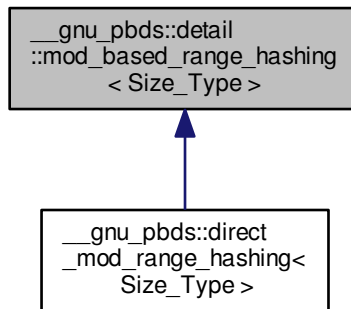 __gnu_pbds::detail
::mod_based_range_hashing
< Size_Type >
__gnu_pbds::direct
_mod_range_hashing<
Size_Type >